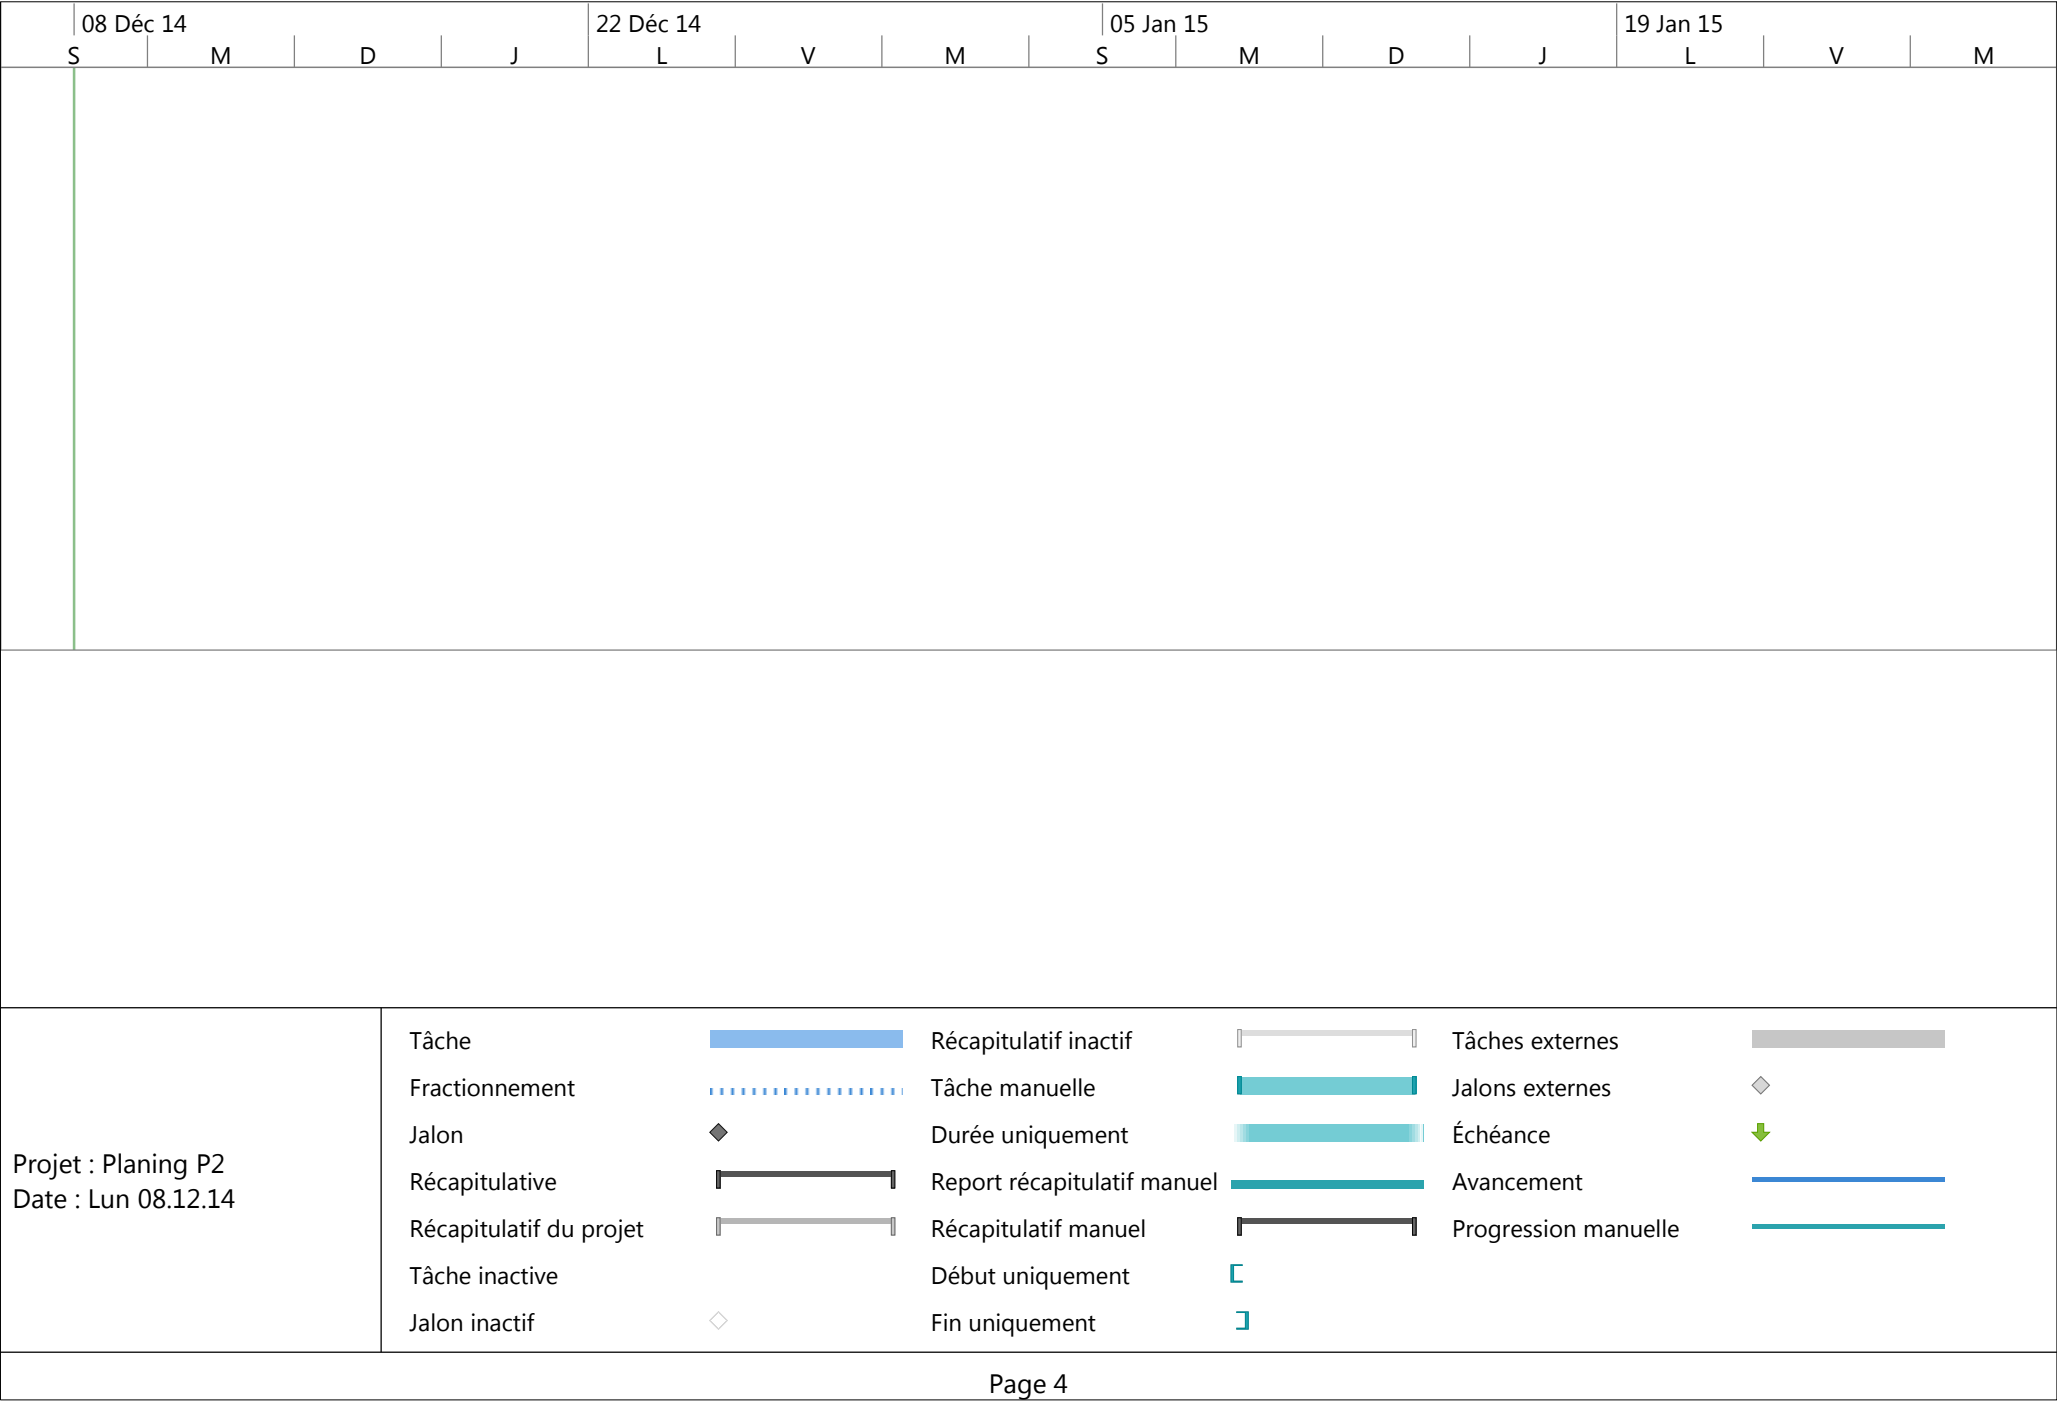 08 Déc 14 22 Déc 14 05 Jan 15 19 Jan 15
S M D J L V M S M D J L V M
Projet : Planing P2
Date : Lun 08.12.14
Tâche
Fractionnement
Jalon
Récapitulative
Récapitulatif du projet
Tâche inactive
Jalon inactif
Récapitulatif inactif
Tâche manuelle
Durée uniquement
Report récapitulatif manuel
Récapitulatif manuel
Début uniquement
Fin uniquement
Tâches externes
Jalons externes
Échéance
Avancement
Progression manuelle
Page 4